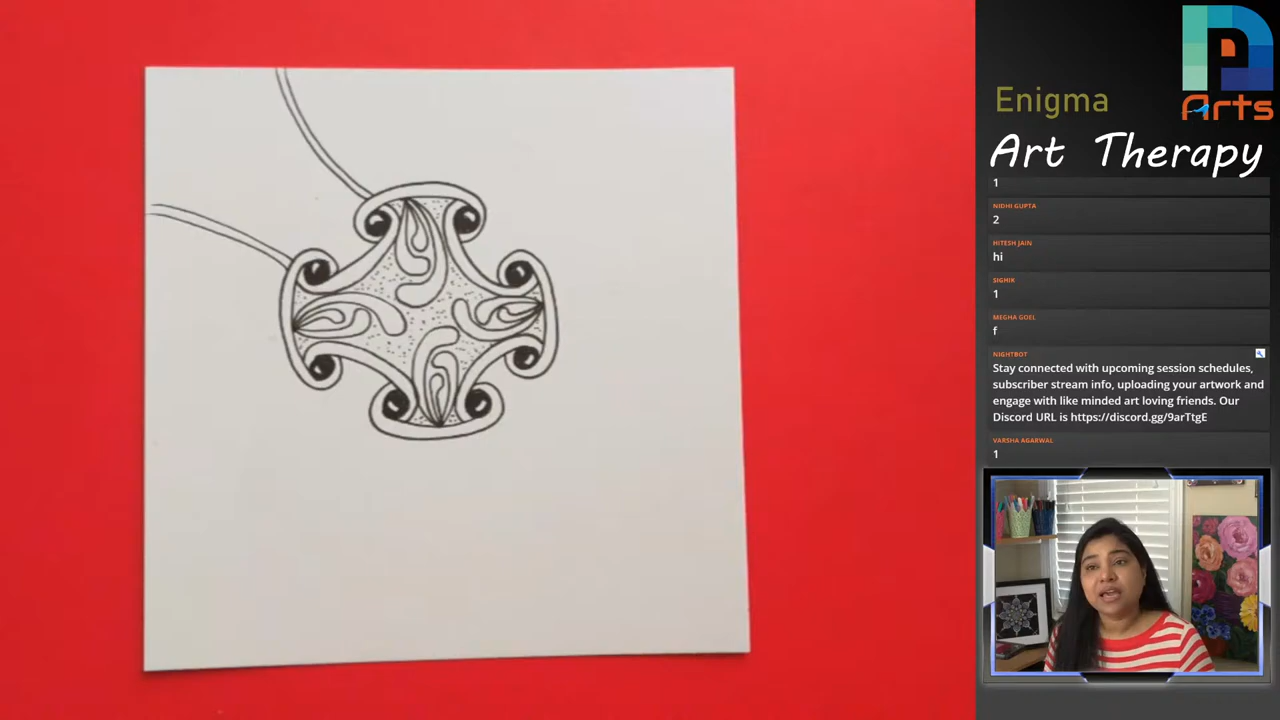 Enigma
Arts
Art Therapy
1
NIDHI GUPTA
2
HITESH JAIN
hi
SIGHIK
1
MEGHA GOEL
f
NIGHTBOT
Stay connected with upcoming session schedules,
subscriber stream info, uploading your artwork and
engage with like minded art loving friends. Our
Discord URL is https://discord.gg/9arTtgE
VARSHA AGARWAL
1